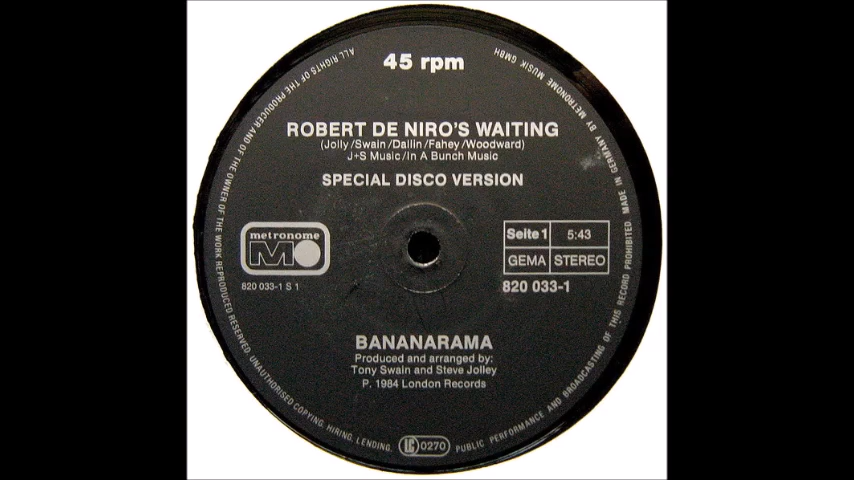 45 rpm
ROBERT DE NIRO'S WAITING
(Jolly/Swain/Dallin/Fahey/Woodward)
J+S Music/In A Bunch Music
SPECIAL DISCO VERSION
metronome
MO
820 033-1 S 1
Seite 1 5:43
GEMA STEREO
820 033-1
BANANARAMA
Produced and arranged by:
Tony Swain and Steve Jolley
P. 1984 London Records
LC 0270
ALL RIGHTS OF THE PRODUCER AND OF THE OWNER OF THE WORK REPRODUCED RESERVED. UNAUTHORISED COPYING, HIRING, LENDING, PUBLIC PERFORMANCE AND BROADCASTING OF THIS RECORD PROHIBITED. MADE IN GERMANY BY METRONOME MUSIK GMBH